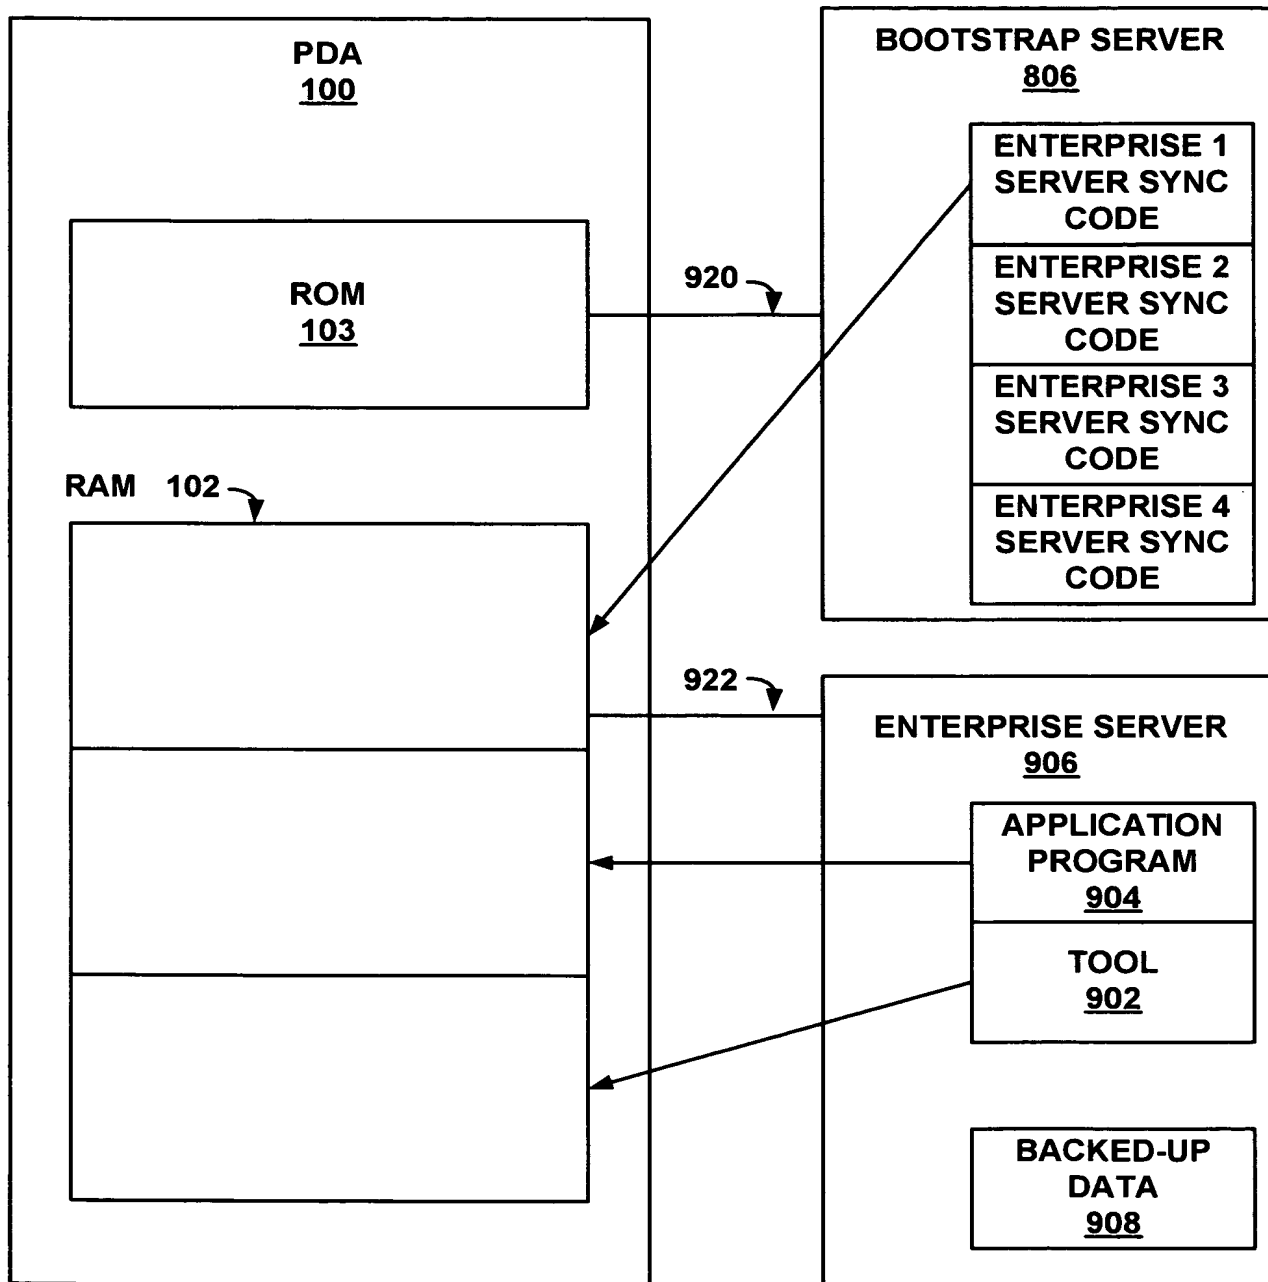 PDA
100
ROM
103
RAM 102
BOOTSTRAP SERVER
806
ENTERPRISE 1
SERVER SYNC
CODE
ENTERPRISE 2
SERVER SYNC
CODE
ENTERPRISE 3
SERVER SYNC
CODE
ENTERPRISE 4
SERVER SYNC
CODE
920
922
ENTERPRISE SERVER
906
APPLICATION
PROGRAM
904
TOOL
902
BACKED-UP
DATA
908